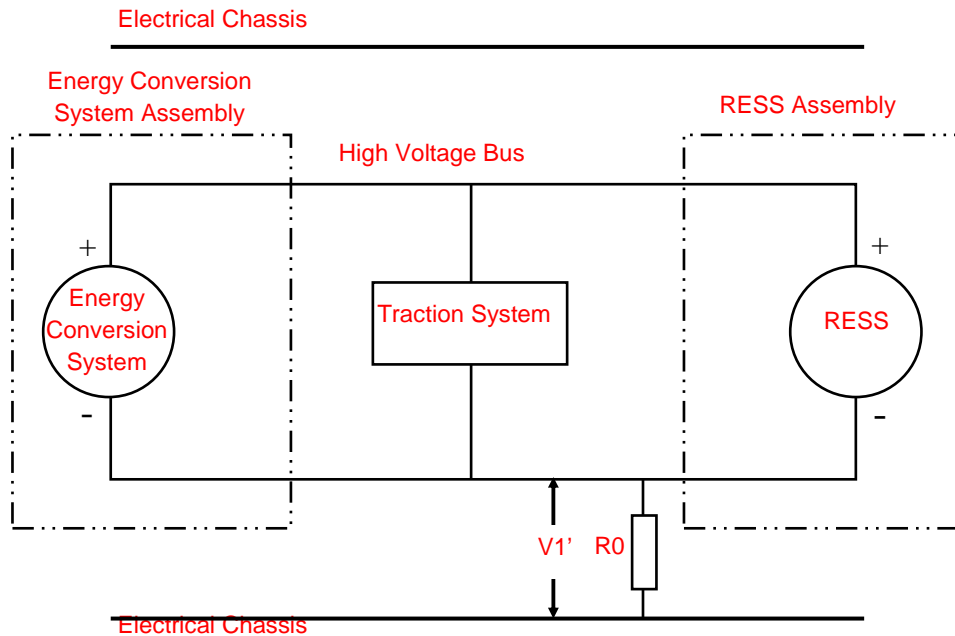 Electrical Chassis
Energy Conversion
System Assembly
RESS Assembly
High Voltage Bus
+
+
Energy
Conversion
System
Traction System
RESS
-
-
V1’
R0
Electrical Chassis